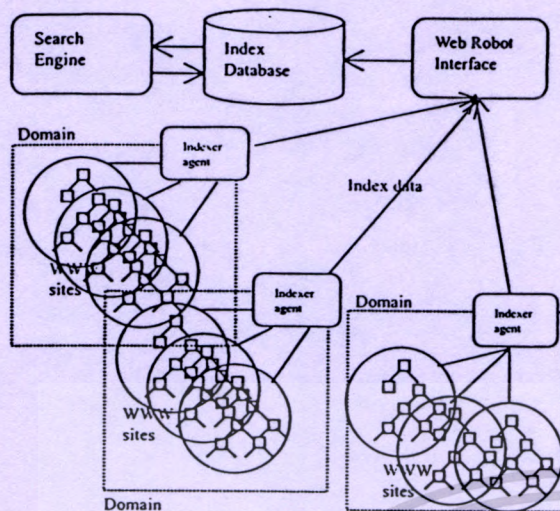 Search
Engine
Index
Database
Web Robot
Interface
Domain
Indexer
agent
Index data
WWW
sites
Indexer
agent
Domain
Indexer
agent
WWW
sites
WWW
sites
Domain